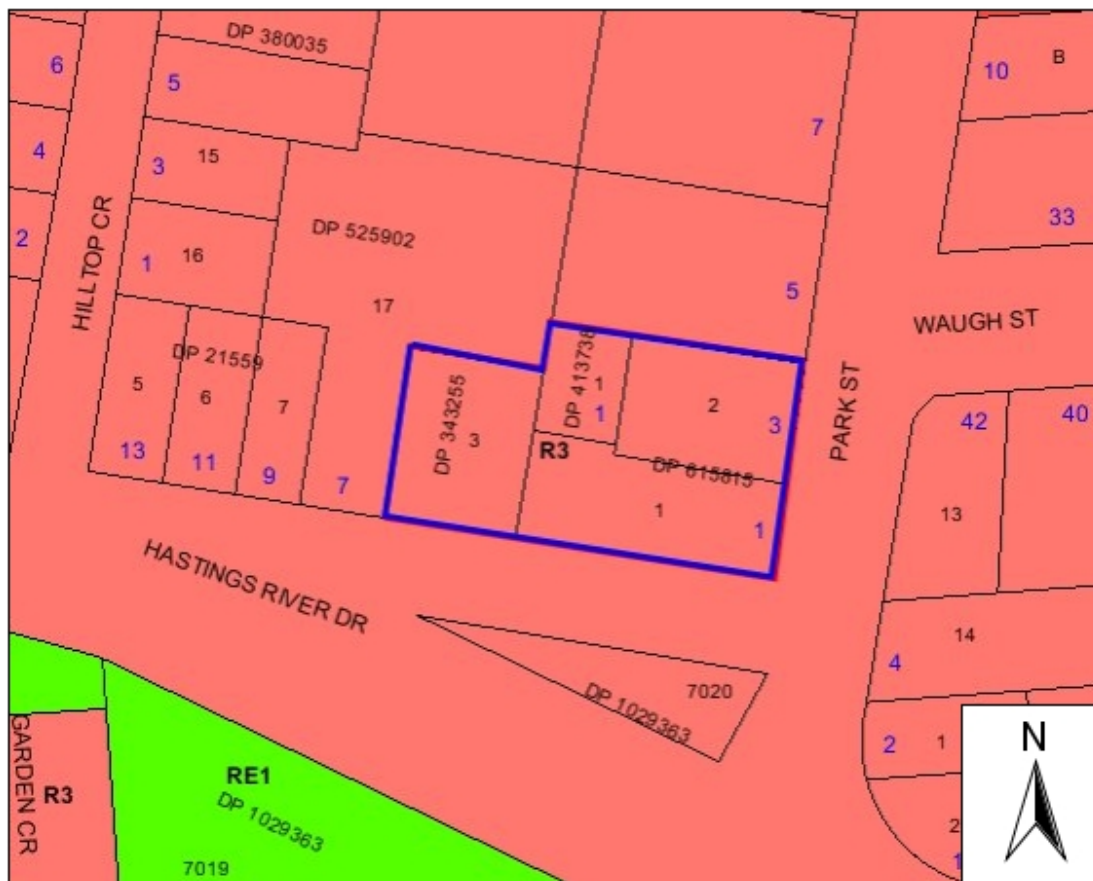 DP 380035
6
5
10
B
7
4
3
15
33
2
DP 525902
1
16
HILLTOP CR
17
5
WAUGH ST
DP 21559
5
6
7
13
11
9
7
DP 343255
3
DP 413738
1
1
2
3
R3
DP 615815
1
1
PARK ST
42
40
13
14
4
HASTINGS RIVER DR
7020
DP 1029363
2
1
2
1
N
GARDEN CR
R3
RE1
DP 1029363
7019